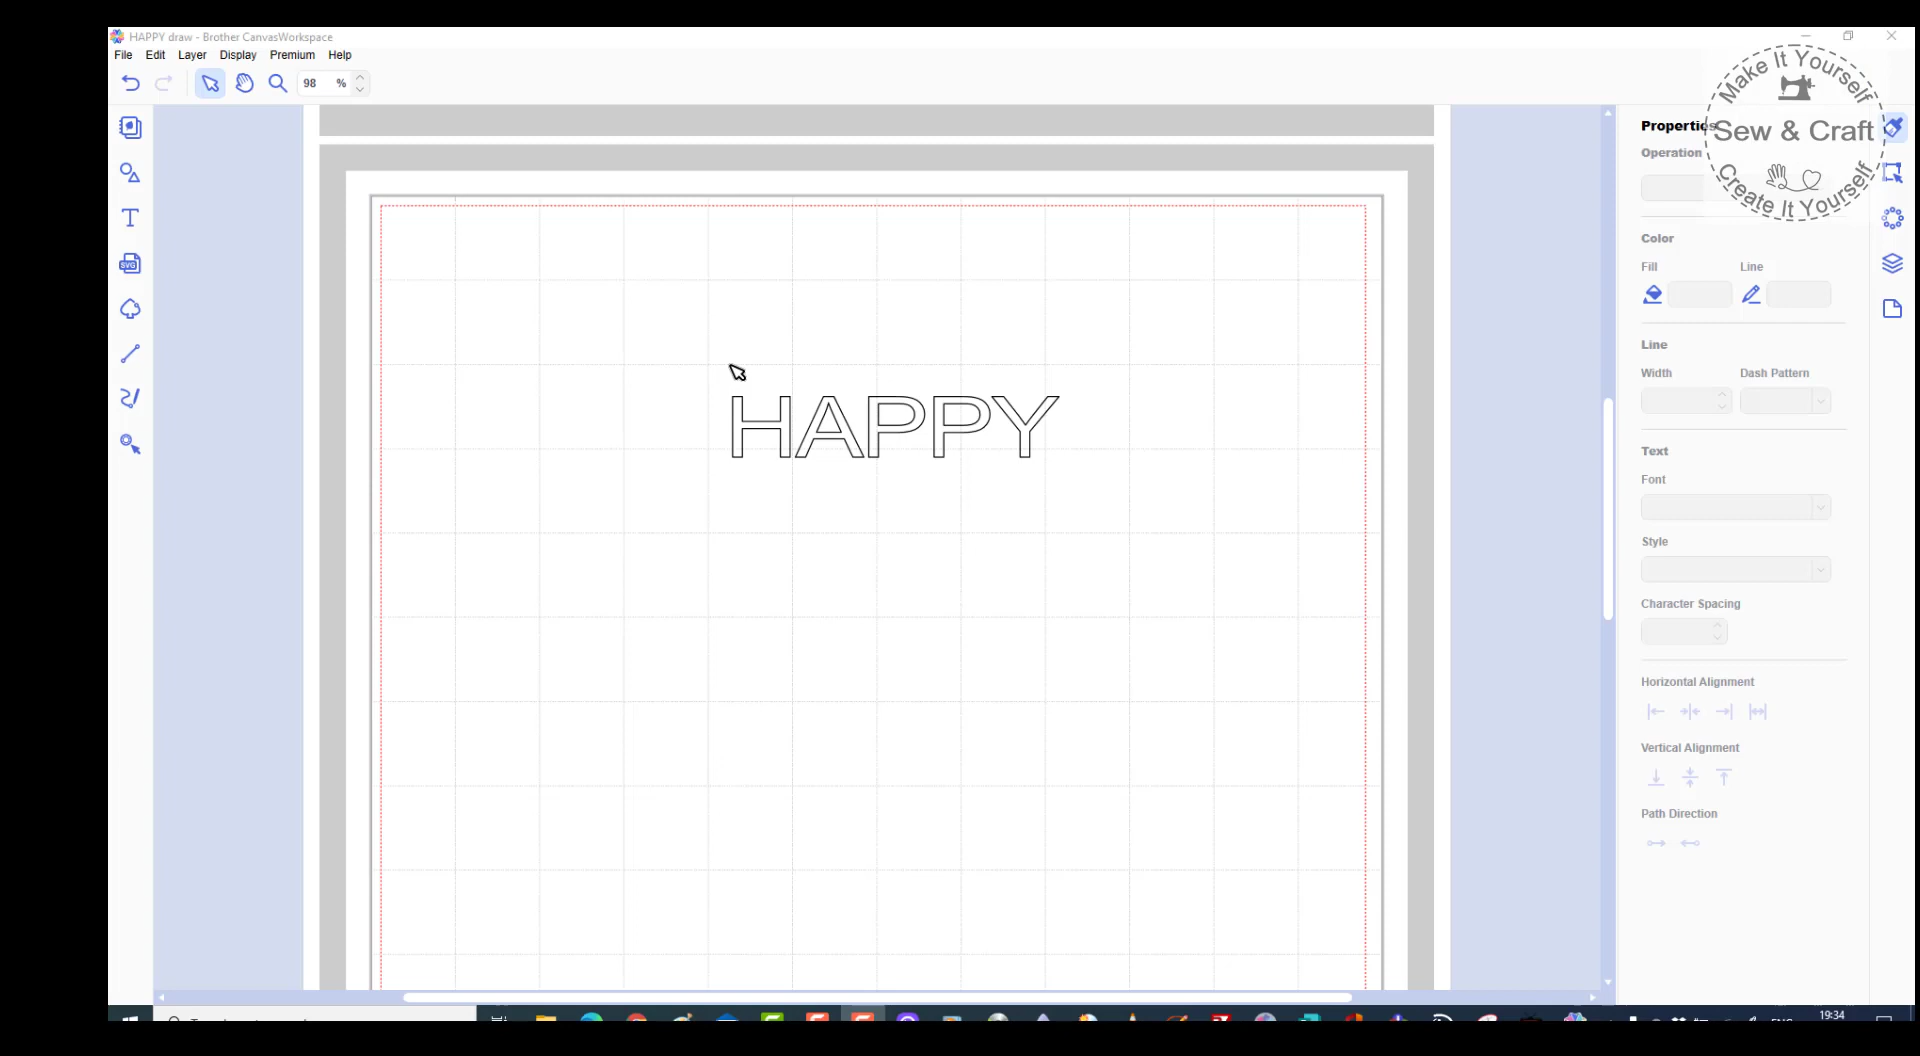 HAPPY draw - Brother CanvasWorkspace
File Edit Layer Display Premium Help
98 %
SVG
HAPPY
Make It Yourself
Sew & Craft
Create It Yourself
Properties
Operation
Color
Fill Line
Line
Width Dash Pattern
Text
Font
Style
Character Spacing
Horizontal Alignment
Vertical Alignment
Path Direction
19:34